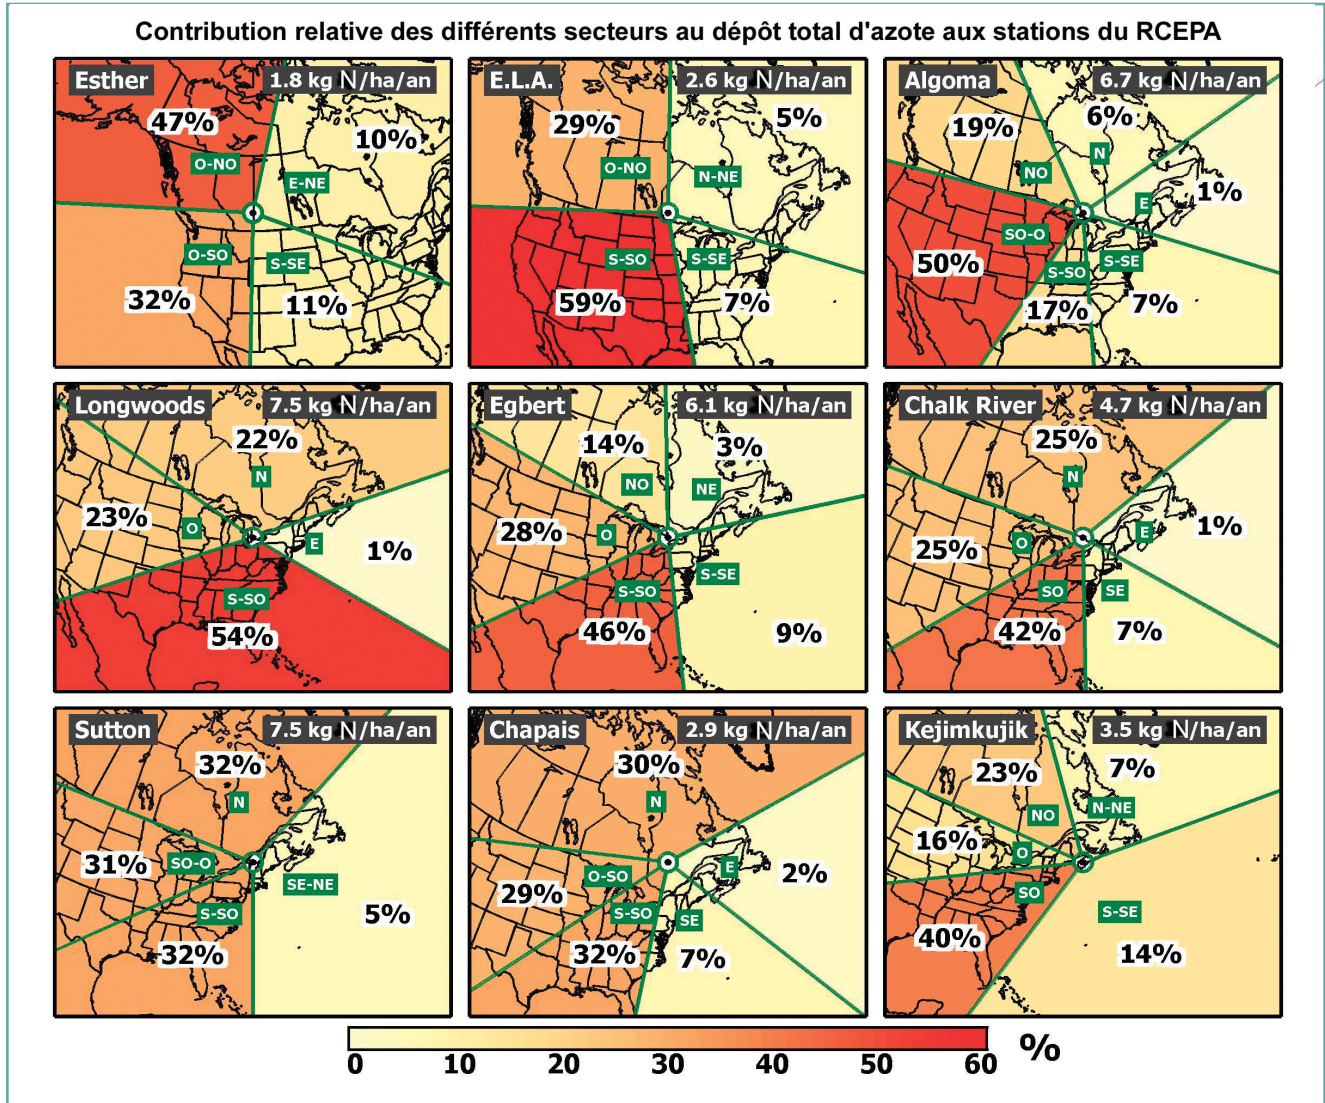 Contribution relative des différents secteurs au dépôt total d'azote aux stations du RCEPA
Esther 1.8 kg N/ha/an
47%
10%
O-NO
E-NE
O-SO
S-SE
32%
11%
E.L.A. 2.6 kg N/ha/an
5%
29%
O-NO
N-NE
S-SO
S-SE
59%
7%
Algoma 6.7 kg N/ha/an
19%
6%
N
NO
1%
E
SO-O
50%
S-SO
S-SE
17%
7%
Longwoods 7.5 kg N/ha/an
22%
N
23%
O
E
1%
S-SO
54%
Egbert 6.1 kg N/ha/an
14%
3%
NO
NE
28%
O
S-SE
S-SO
46%
9%
Chalk River 4.7 kg N/ha/an
25%
N
1%
E
25%
O
SO
SE
42%
7%
Sutton 7.5 kg N/ha/an
32%
N
31%
SO-O
SE-NE
S-SO
5%
32%
Chapais 2.9 kg N/ha/an
30%
N
O-SO
E
2%
29%
S-SO
SE
32%
7%
Kejimkujik 3.5 kg N/ha/an
23%
7%
NO
N-NE
16%
O
SO
S-SE
40%
14%
0 10 20 30 40 50 60 %